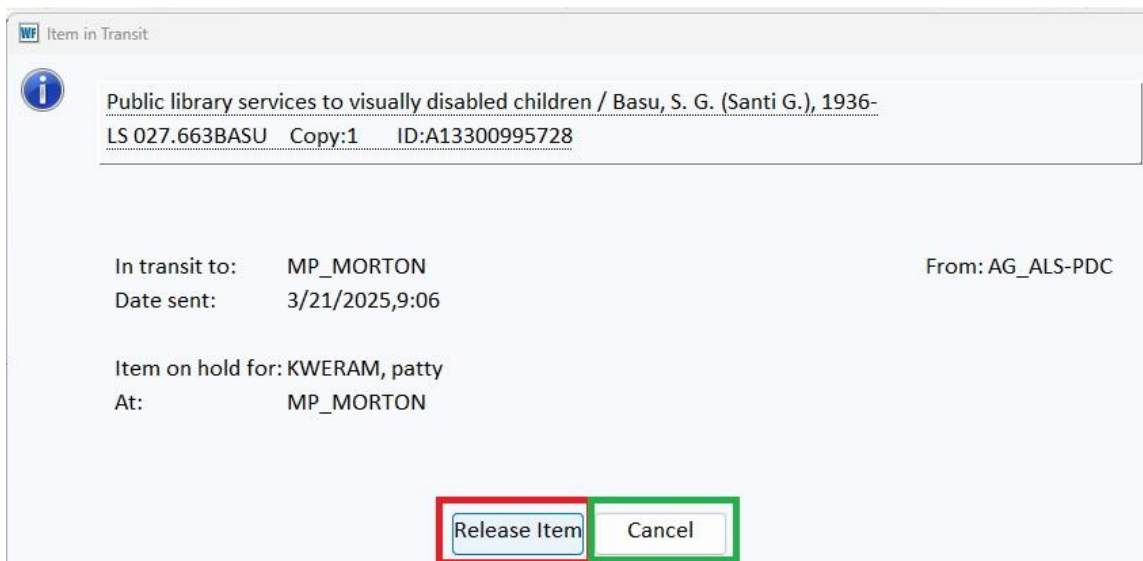 WF Item in Transit
Public library services to visually disabled children / Basu, S. G. (Santi G.), 1936-
LS 027.663BASU Copy:1 ID:A13300995728
In transit to: MP_MORTON From: AG_ALS-PDC
Date sent: 3/21/2025,9:06
Item on hold for: KWERAM, patty
At: MP_MORTON
Release Item Cancel